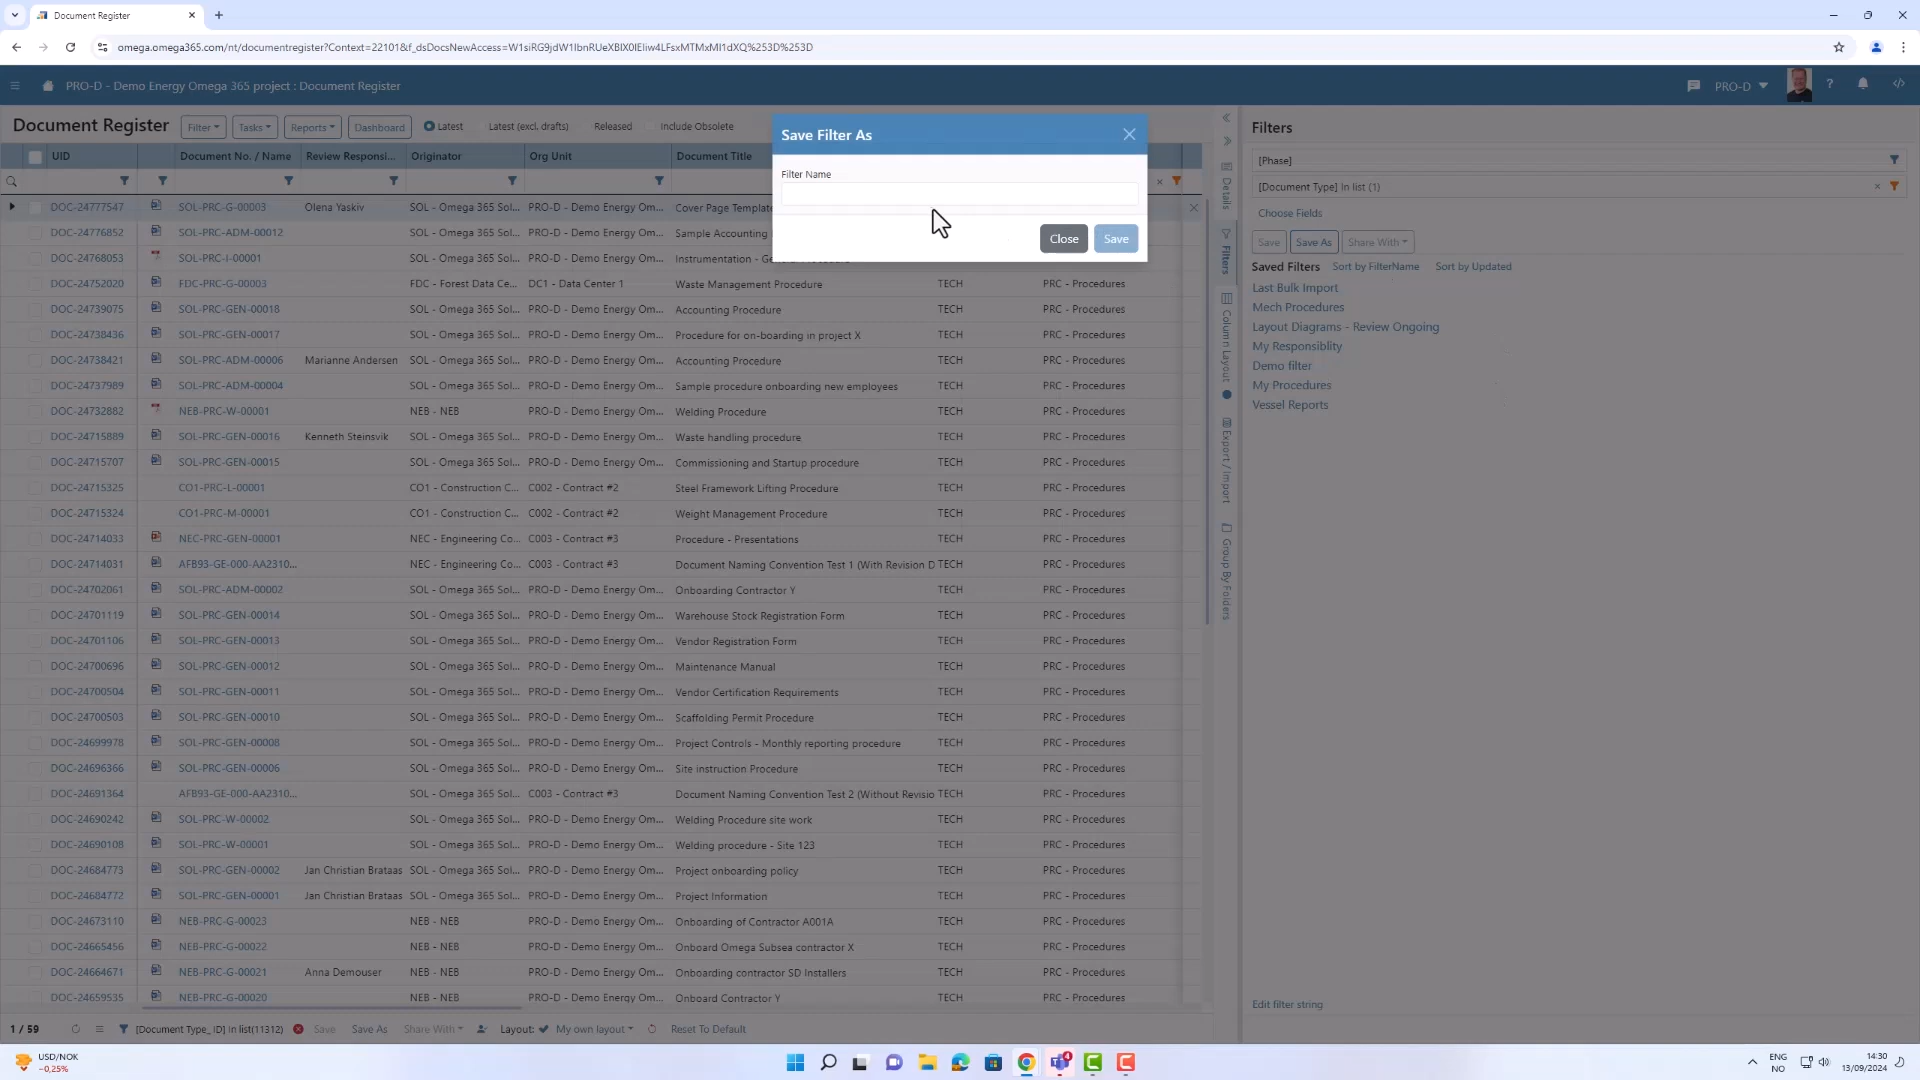 Document Register
omega.omega365.com/nt/documentregister?Context=22101&f_dsDocsNewAccess=W1siRG9jdW1lbnRUeXBlX0lEIiw4LFsxMTMxMl1dXQ%253D%253D
PRO-D - Demo Energy Omega 365 project : Document Register
PRO-D
Document Register Filter Tasks Reports Dashboard Latest Latest (excl, drafts) Released Include Obsolete
UID Document No. / Name Review Responsi... Originator Org Unit Document Title
DOC-24777547 SOL-PRC-G-00003 Olena Yaskiv SOL - Omega 365 Sol... PRO-D - Demo Energy Om... Cover Page Template
DOC-24776852 SOL-PRC-ADM-00012 SOL - Omega 365 Sol... PRO-D - Demo Energy Om... Sample Accounting
DOC-24768053 SOL-PRC-I-00001 SOL - Omega 365 Sol... PRO-D - Demo Energy Om... Instrumentation - General Procedure
DOC-24752020 FDC-PRC-G-00003 FDC - Forest Data Ce... DC1 - Data Center 1 Waste Management Procedure TECH PRC - Procedures
DOC-24739075 SOL-PRC-GEN-00018 SOL - Omega 365 Sol... PRO-D - Demo Energy Om... Accounting Procedure TECH PRC - Procedures
DOC-24738436 SOL-PRC-GEN-00017 SOL - Omega 365 Sol... PRO-D - Demo Energy Om... Procedure for on-boarding in project X TECH PRC - Procedures
DOC-24738421 SOL-PRC-ADM-00006 Marianne Andersen SOL - Omega 365 Sol... PRO-D - Demo Energy Om... Accounting Procedure TECH PRC - Procedures
DOC-24737989 SOL-PRC-ADM-00004 SOL - Omega 365 Sol... PRO-D - Demo Energy Om... Sample procedure onboarding new employees TECH PRC - Procedures
DOC-24732882 NEB-PRC-W-00001 NEB - NEB PRO-D - Demo Energy Om... Welding Procedure TECH PRC - Procedures
DOC-24715889 SOL-PRC-GEN-00016 Kenneth Steinsvik SOL - Omega 365 Sol... PRO-D - Demo Energy Om... Waste handling procedure TECH PRC - Procedures
DOC-24715707 SOL-PRC-GEN-00015 SOL - Omega 365 Sol... PRO-D - Demo Energy Om... Commissioning and Startup procedure TECH PRC - Procedures
DOC-24715325 CO1-PRC-L-00001 CO1 - Construction C... C002 - Contract #2 Steel Framework Lifting Procedure TECH PRC - Procedures
DOC-24715324 CO1-PRC-M-00001 CO1 - Construction C... C002 - Contract #2 Weight Management Procedure TECH PRC - Procedures
DOC-24714033 NEC-PRC-GEN-00001 NEC - Engineering Co... C003 - Contract #3 Procedure - Presentations TECH PRC - Procedures
DOC-24714031 AFB93-GE-000-AA2310... NEC - Engineering Co... C003 - Contract #3 Document Naming Convention Test 1 (With Revision D TECH PRC - Procedures
DOC-24702061 SOL-PRC-ADM-00002 SOL - Omega 365 Sol... PRO-D - Demo Energy Om... Onboarding Contractor Y TECH PRC - Procedures
DOC-24701119 SOL-PRC-GEN-00014 SOL - Omega 365 Sol... PRO-D - Demo Energy Om... Warehouse Stock Registration Form TECH PRC - Procedures
DOC-24701106 SOL-PRC-GEN-00013 SOL - Omega 365 Sol... PRO-D - Demo Energy Om... Vendor Registration Form TECH PRC - Procedures
DOC-24700696 SOL-PRC-GEN-00012 SOL - Omega 365 Sol... PRO-D - Demo Energy Om... Maintenance Manual TECH PRC - Procedures
DOC-24700504 SOL-PRC-GEN-00011 SOL - Omega 365 Sol... PRO-D - Demo Energy Om... Vendor Certification Requirements TECH PRC - Procedures
DOC-24700503 SOL-PRC-GEN-00010 SOL - Omega 365 Sol... PRO-D - Demo Energy Om... Scaffolding Permit Procedure TECH PRC - Procedures
DOC-24699978 SOL-PRC-GEN-00008 SOL - Omega 365 Sol... PRO-D - Demo Energy Om... Project Controls - Monthly reporting procedure TECH PRC - Procedures
DOC-24696366 SOL-PRC-GEN-00006 SOL - Omega 365 Sol... PRO-D - Demo Energy Om... Site instruction Procedure TECH PRC - Procedures
DOC-24691364 AFB93-GE-000-AA2310... SOL - Omega 365 Sol... C003 - Contract #3 Document Naming Convention Test 2 (Without Revisio TECH PRC - Procedures
DOC-24690242 SOL-PRC-W-00002 SOL - Omega 365 Sol... PRO-D - Demo Energy Om... Welding Procedure site work TECH PRC - Procedures
DOC-24690108 SOL-PRC-W-00001 SOL - Omega 365 Sol... PRO-D - Demo Energy Om... Welding procedure - Site 123 TECH PRC - Procedures
DOC-24684773 SOL-PRC-GEN-00002 Jan Christian Brataas SOL - Omega 365 Sol... PRO-D - Demo Energy Om... Project onboarding policy TECH PRC - Procedures
DOC-24684772 SOL-PRC-GEN-00001 Jan Christian Brataas SOL - Omega 365 Sol... PRO-D - Demo Energy Om... Project Information TECH PRC - Procedures
DOC-24673110 NEB-PRC-G-00023 NEB - NEB PRO-D - Demo Energy Om... Onboarding of Contractor A001A TECH PRC - Procedures
DOC-24665456 NEB-PRC-G-00022 NEB - NEB PRO-D - Demo Energy Om... Onboard Omega Subsea contractor X TECH PRC - Procedures
DOC-24664671 NEB-PRC-G-00021 Anna Demouser NEB - NEB PRO-D - Demo Energy Om... Onboarding contractor SD Installers TECH PRC - Procedures
DOC-24659535 NEB-PRC-G-00020 NEB - NEB PRO-D - Demo Energy Om... Onboard Contractor Y TECH PRC - Procedures
1 / 59 [Document Type_ ID] In list(11312) Save Save As Share With Layout: My own layout Reset To Default
Save Filter As
Filter Name
Close Save
Details
Filters
Column Layout
Export / Import
Group By Folders
Filters
[Phase]
[Document Type] In list (1)
Choose Fields
Save Save As Share With
Saved Filters Sort by FilterName Sort by Updated
Last Bulk Import
Mech Procedures
Layout Diagrams - Review Ongoing
My Responsiblity
Demo filter
My Procedures
Vessel Reports
Edit filter string
USD/NOK
-0,25%
4
ENG
NO
14:30
13/09/2024